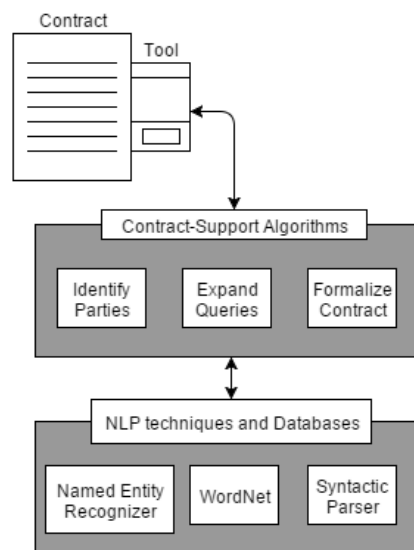 Contract
Tool
Contract-Support Algorithms
Identify
Parties
Expand
Queries
Formalize
Contract
NLP techniques and Databases
Named Entity
Recognizer
WordNet
Syntactic
Parser